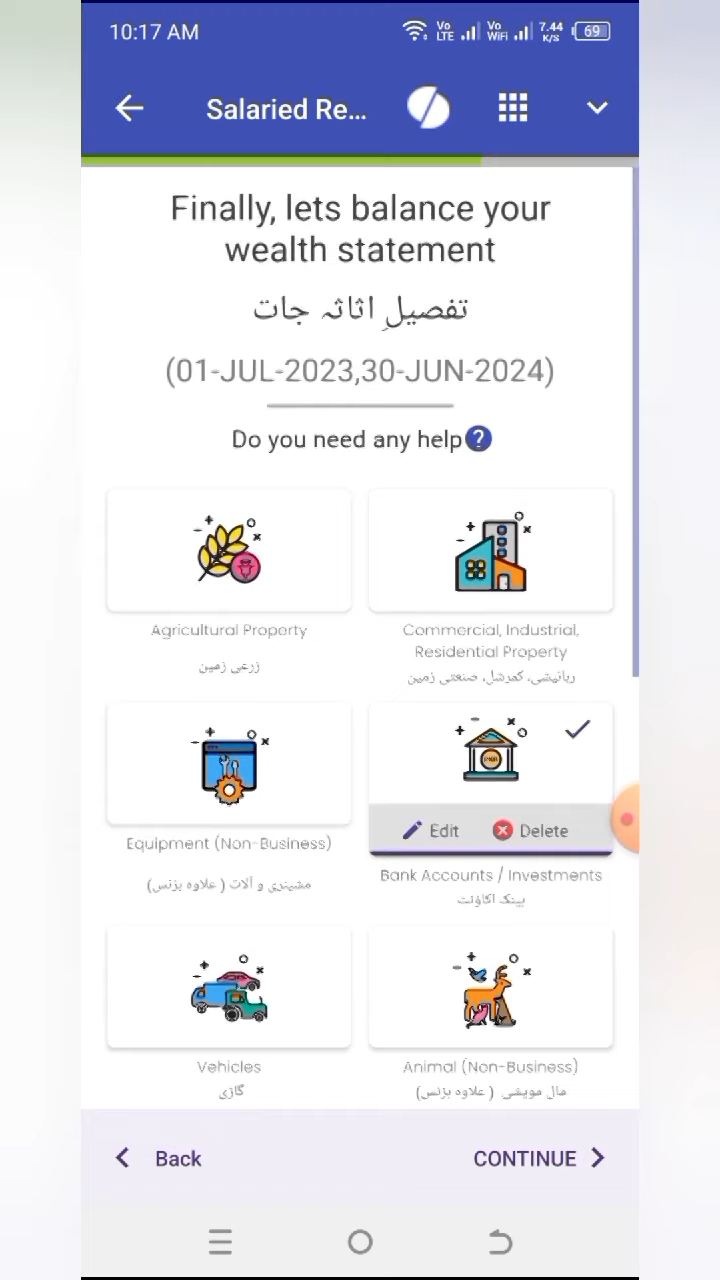 10:17 AM
Vo LTE
Vo WiFi
7.44 K/S
69
Salaried Re...
Finally, lets balance your
wealth statement
تفصیلِ اثاثہ جات
(01-JUL-2023,30-JUN-2024)
Do you need any help?
Agricultural Property
زرعی زمین
Commercial, Industrial,
Residential Property
رہائیشی، کمرشل، صنعتی زمین
Equipment (Non-Business)
مشینری و آلات (علاوہ بزنس)
Edit
Delete
Bank Accounts / Investments
بینک اکاؤنٹ
Vehicles
گاڑی
Animal (Non-Business)
مال مویشی (علاوہ بزنس)
Back
CONTINUE